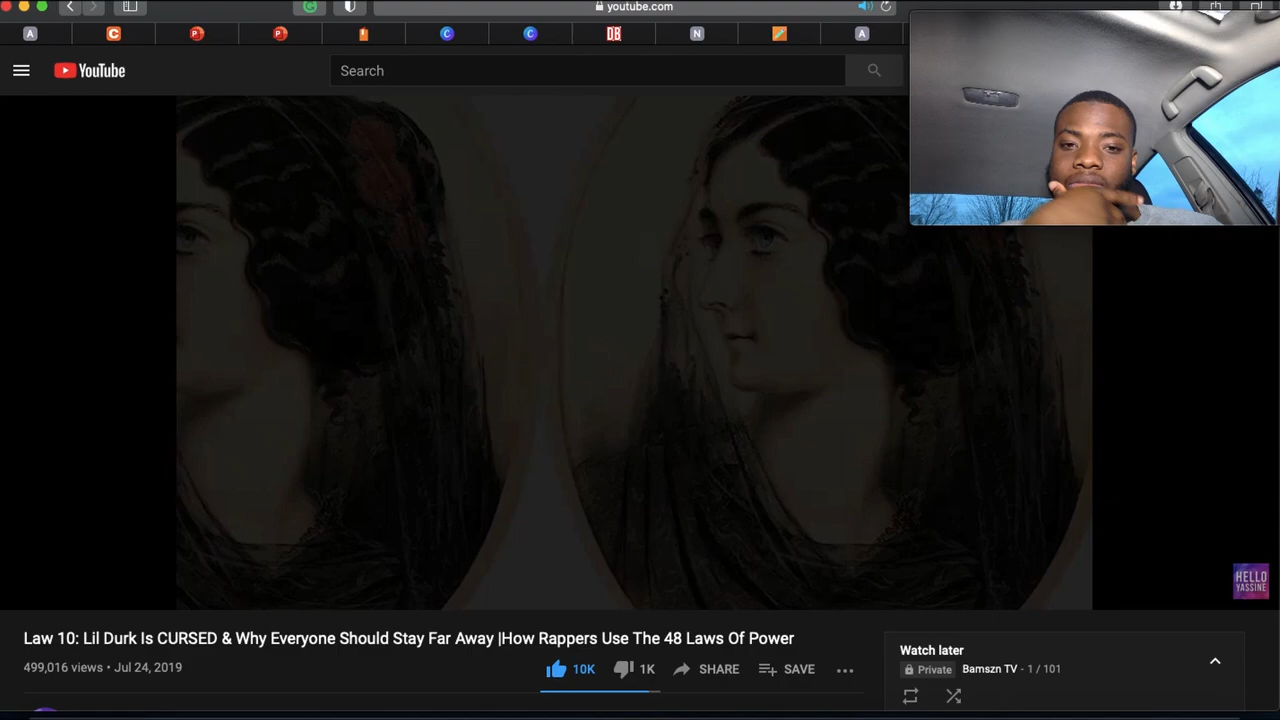 youtube.com
A
C
P
P
C
C
DB
N
A
YouTube
Search
HELLO
YASSINE
Law 10: Lil Durk Is CURSED & Why Everyone Should Stay Far Away |How Rappers Use The 48 Laws Of Power
499,016 views • Jul 24, 2019
10K
1K
SHARE
SAVE
Watch later
Private
Bamszn TV - 1 / 101